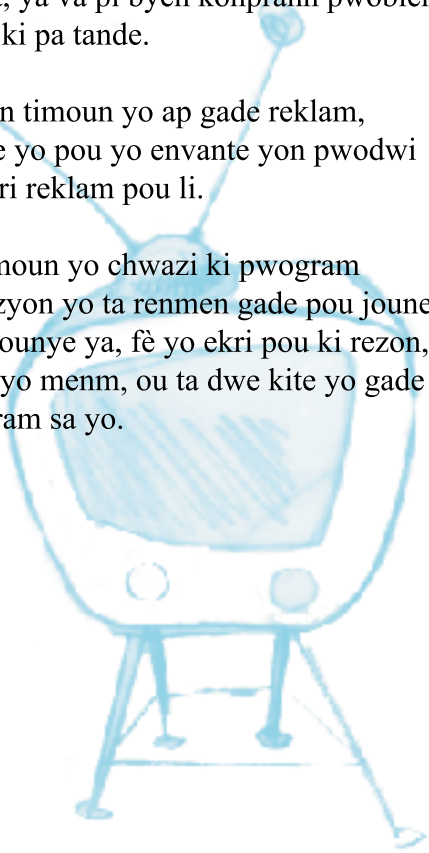 ya va pi byen konprann
ki pa tande.
n timoun yo ap gade reklam,
e yo pou yo envante yon pwodwi
ri reklam pou li.
moun yo chwazi ki pwogram
zyon yo ta renmen gade pou joune
ounye ya, fè yo ekri pou ki rezon,
yo menm, ou ta dwe kite yo gade
ram sa yo.